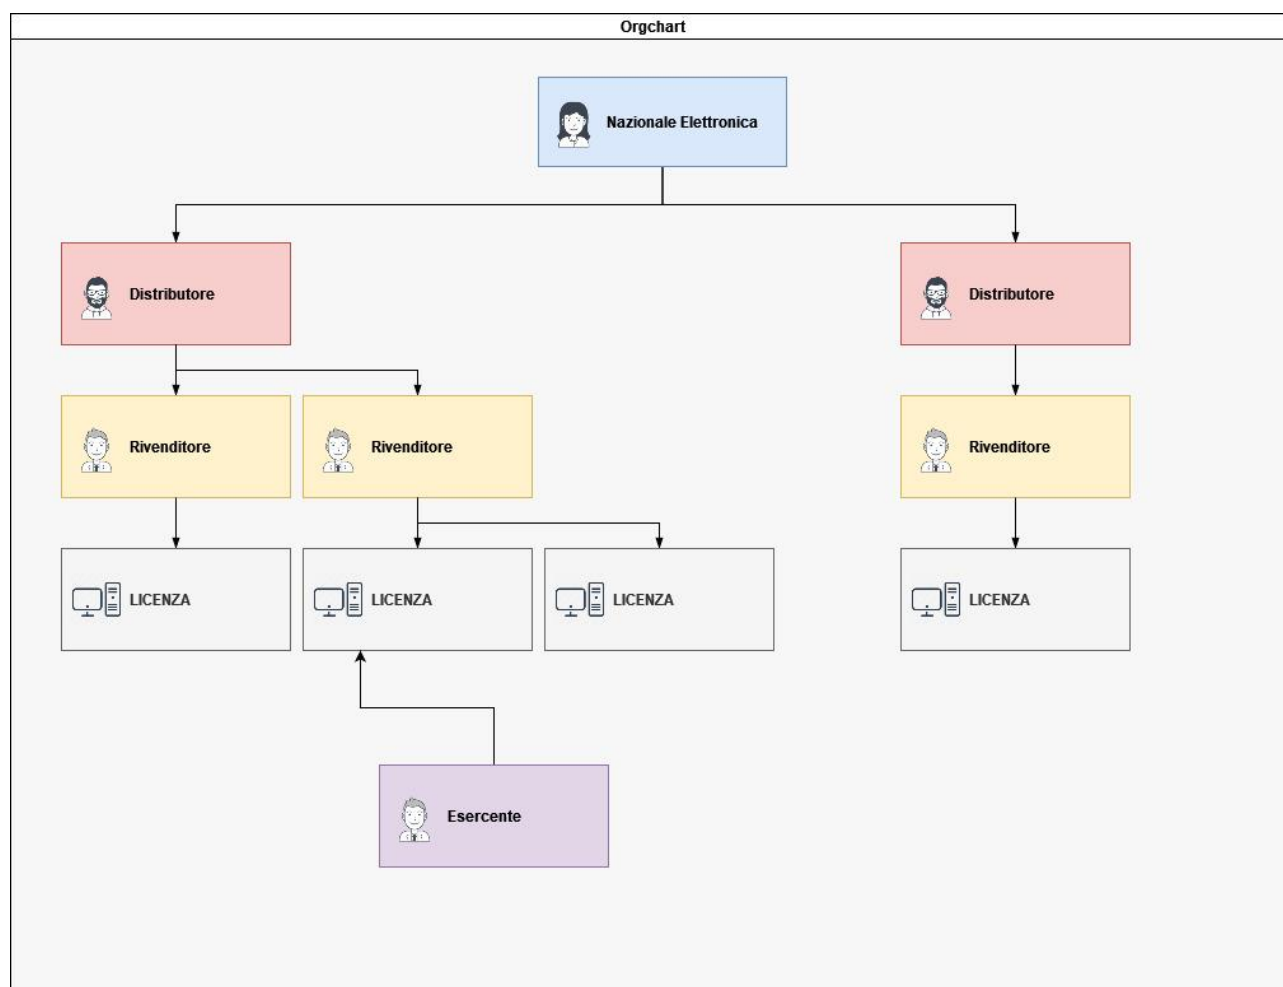 Orgchart
Nazionale Elettronica
Distributore
Distributore
Rivenditore
Rivenditore
Rivenditore
LICENZA
LICENZA
LICENZA
LICENZA
Esercente